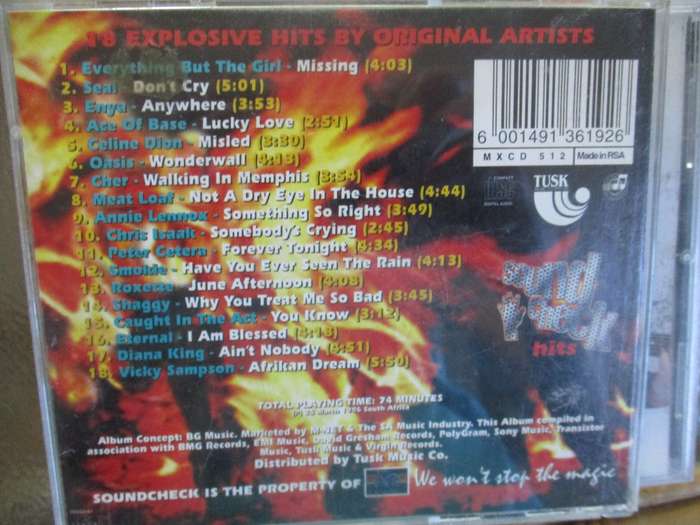 18 EXPLOSIVE HITS BY ORIGINAL ARTISTS
1. Everything But The Girl - Missing (4:03)
2. Seal - Don't Cry (5:01)
3. Enya - Anywhere (3:53)
4. Ace Of Base - Lucky Love (2:51)
5. Celine Dion - Misled (3:30)
6. Oasis - Wonderwall (4:13)
7. Cher - Walking In Memphis (3:54)
8. Meat Loaf - Not A Dry Eye In The House (4:44)
9. Annie Lennox - Something So Right (3:49)
10. Chris Isaak - Somebody's Crying (2:45)
11. Peter Cetera - Forever Tonight (4:34)
12. Smokie - Have You Ever Seen The Rain (4:13)
13. Roxette - June Afternoon (4:08)
14. Shaggy - Why You Treat Me So Bad (3:45)
15. Caught In The Act - You Know (3:12)
16. Eternal - I Am Blessed (4:18)
17. Diana King - Ain't Nobody (4:51)
18. Vicky Sampson - Afrikan Dream (5:50)
6 001491 361926
MXCD 512 Made in RSA
COMPACT
DIGITAL AUDIO
TUSK
hits
TOTAL PLAYING TIME: 74 MINUTES
March 1996 South Africa
Album Concept: BG Music. Marketed by M-NET & The SA Music Industry. This Album compiled in
association with BMG Records, EMI Music, David Gresham Records, PolyGram, Sony Music, Transistor
Music, Tusk Music & Virgin Records.
Distributed by Tusk Music Co.
SOUNDCHECK IS THE PROPERTY OF We won't stop the magic